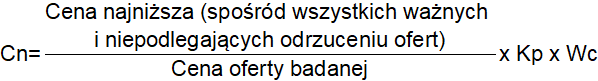 Cena najniższa (spośród wszystkich ważnych
i niepodlegających odrzuceniu ofert)
Cn= x Kp x Wc
Cena oferty badanej